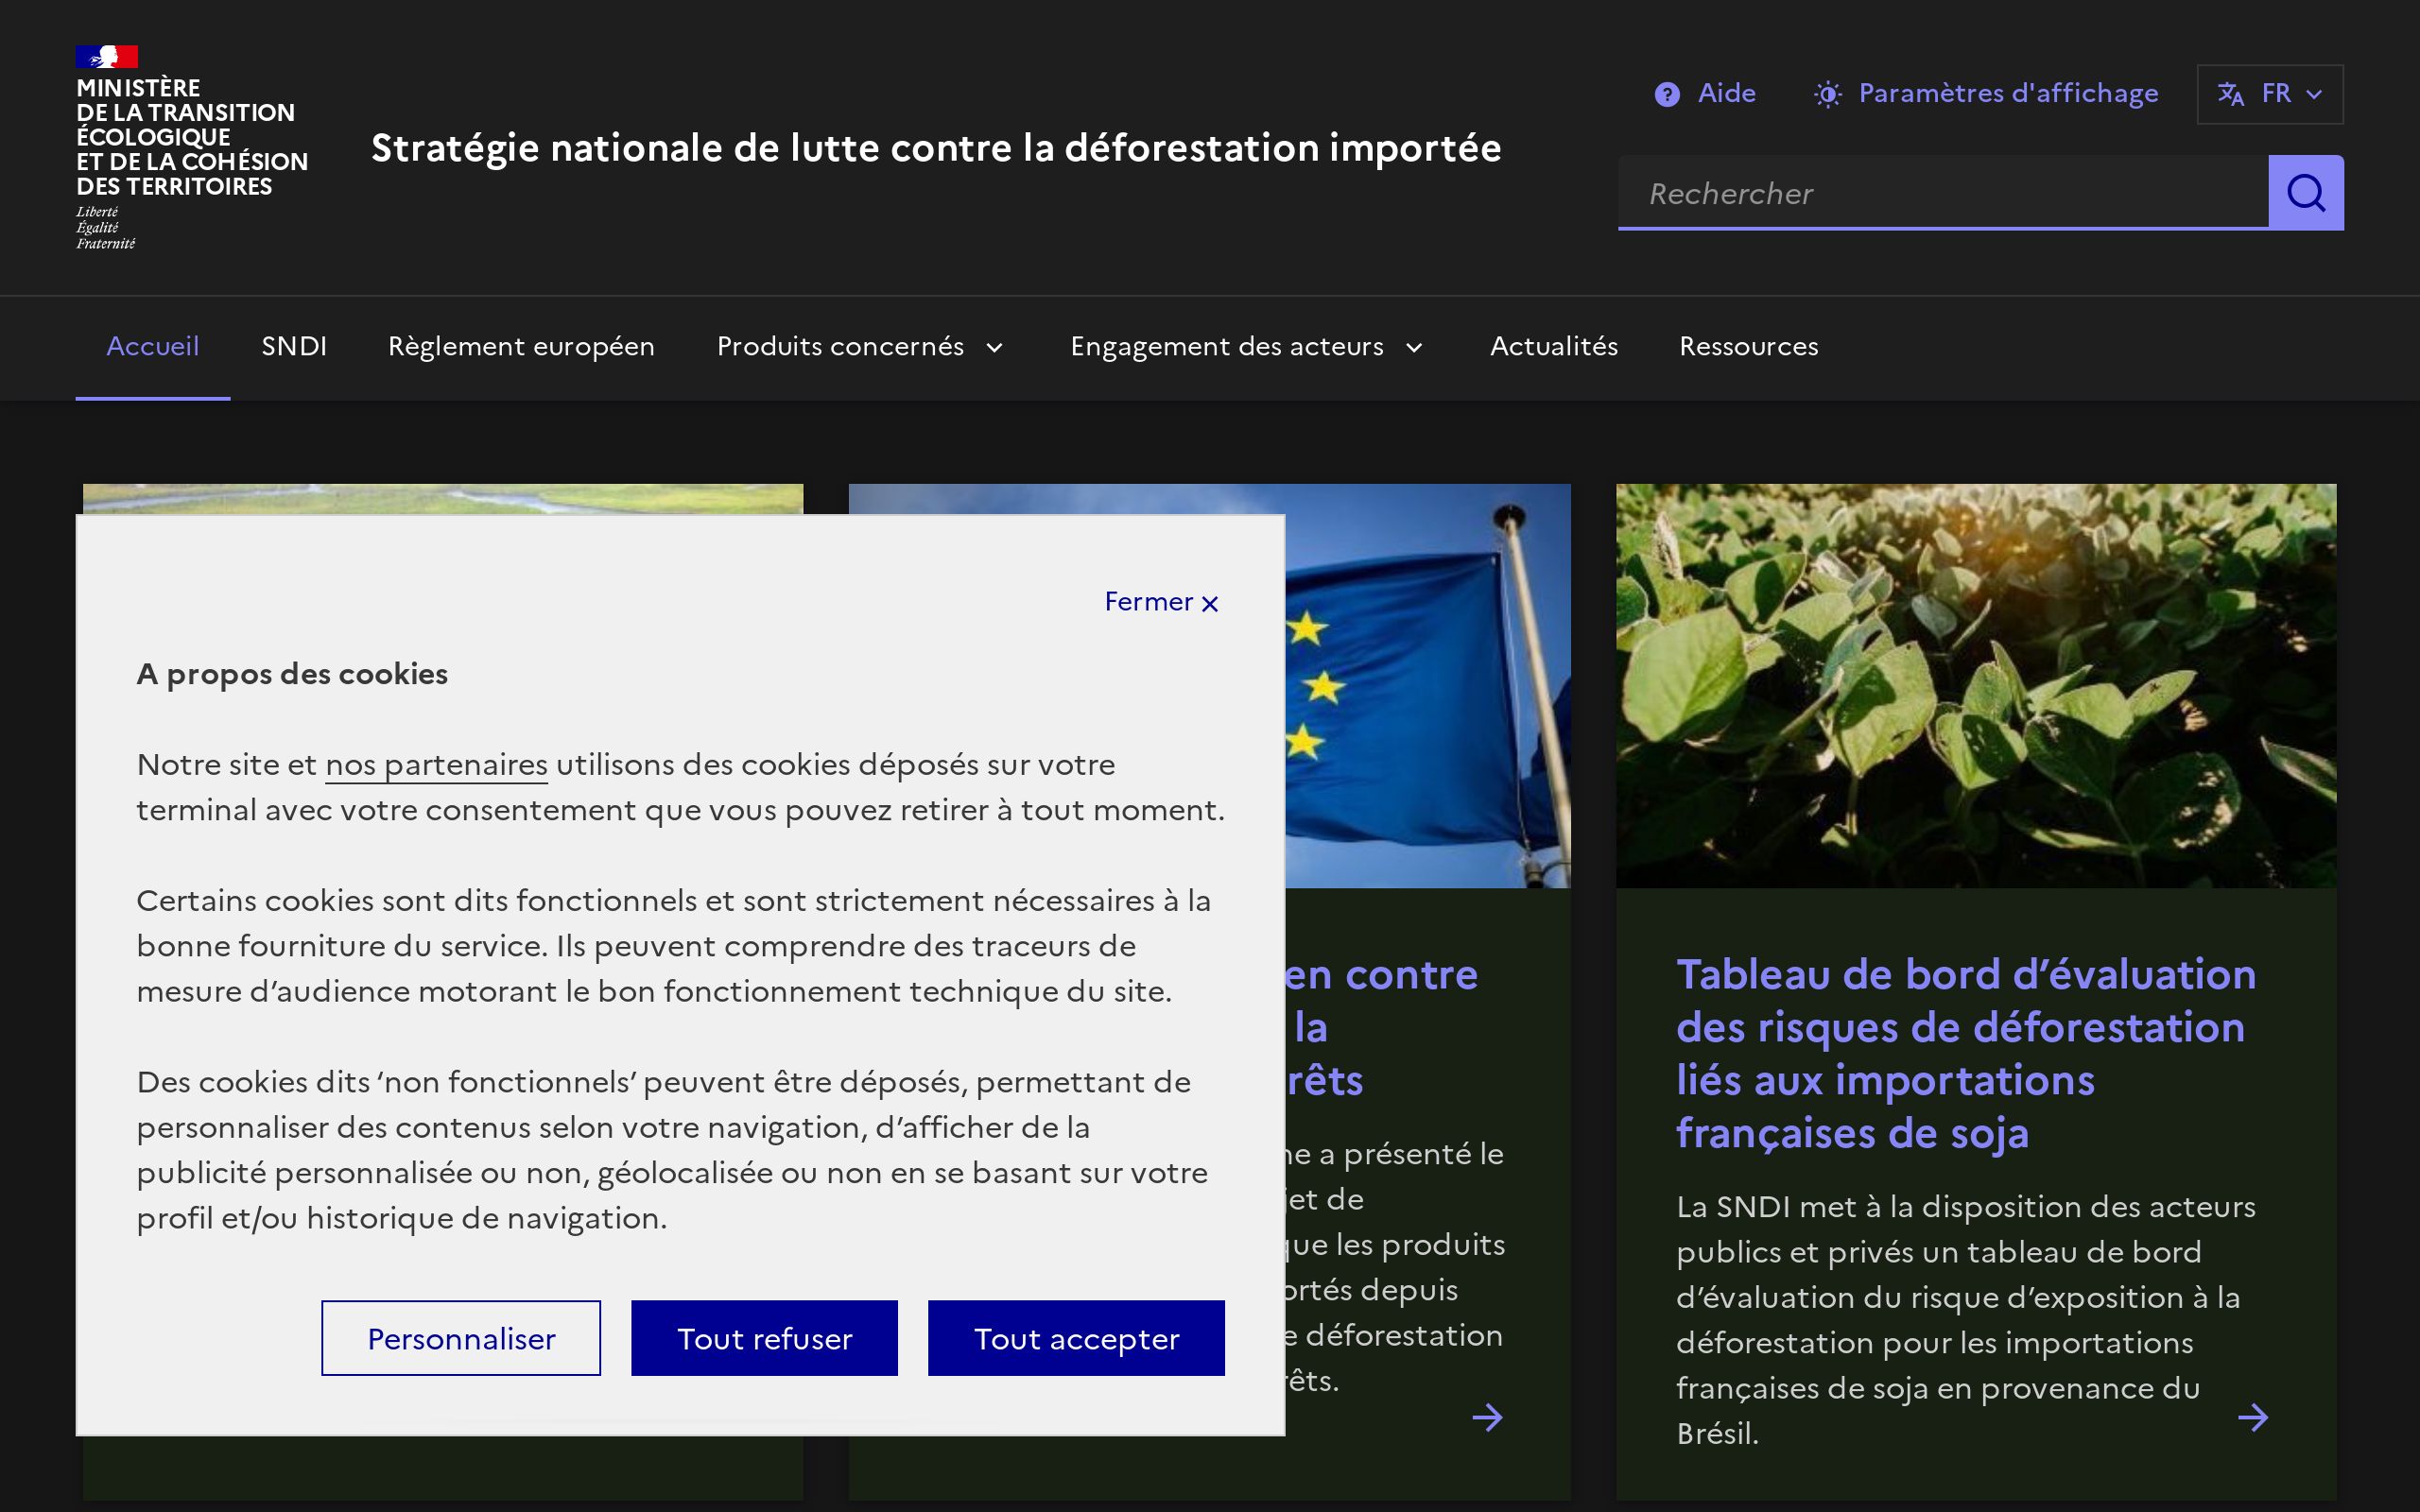 MINISTÈRE
DE LA TRANSITION
ÉCOLOGIQUE
ET DE LA COHÉSION
DES TERRITOIRES
Liberté
Égalité
Fraternité
Stratégie nationale de lutte contre la déforestation importée
Aide
Paramètres d'affichage
FR
Rechercher
Accueil
SNDI
Règlement européen
Produits concernés
Engagement des acteurs
Actualités
Ressources
Fermer
A propos des cookies
Notre site et nos partenaires utilisons des cookies déposés sur votre
terminal avec votre consentement que vous pouvez retirer à tout moment.
Certains cookies sont dits fonctionnels et sont strictement nécessaires à la
bonne fourniture du service. Ils peuvent comprendre des traceurs de
mesure d’audience motorant le bon fonctionnement technique du site.
Des cookies dits ‘non fonctionnels’ peuvent être déposés, permettant de
personnaliser des contenus selon votre navigation, d’afficher de la
publicité personnalisée ou non, géolocalisée ou non en se basant sur votre
profil et/ou historique de navigation.
Personnaliser
Tout refuser
Tout accepter
en contre
la
rêts
ne a présenté le
jet de
que les produits
ortés depuis
e déforestation
rêts.
Tableau de bord d’évaluation
des risques de déforestation
liés aux importations
françaises de soja
La SNDI met à la disposition des acteurs
publics et privés un tableau de bord
d’évaluation du risque d’exposition à la
déforestation pour les importations
françaises de soja en provenance du
Brésil.